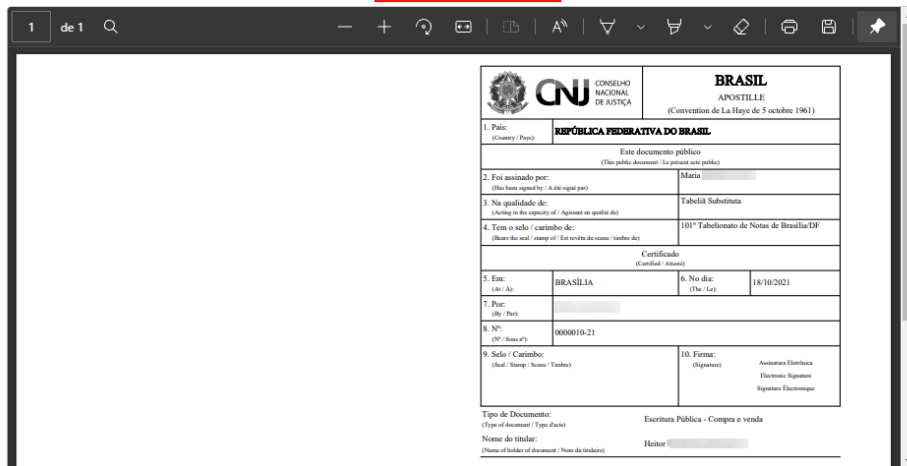 1 de 1
CNJ CONSELHO
NACIONAL
DE JUSTIÇA
BRASIL
APOSTILLE
(Convention de La Haye de 5 octobre 1961)
1. País:
(Country / Pays):
REPÚBLICA FEDERATIVA DO BRASIL
Este documento público
(This public document / Le présent acte public)
2. Foi assinado por:
(Has been signed by / A été signé par)
Maria
3. Na qualidade de:
(Acting in the capacity of / Agissant en qualité de)
Tabeliã Substituta
4. Tem o selo / carimbo de:
(Bears the seal / stamp of / Est revêtu du sceau / timbre de)
101º Tabelionato de Notas de Brasília/DF
Certificado
(Certified / Attesté)
5. Em:
(At / À):
BRASÍLIA
6. No dia:
(The / Le):
18/10/2021
7. Por:
(By / Par):
8. Nº:
(Nº / Sous nº):
0000010-21
9. Selo / Carimbo:
(Seal / Stamp / Sceau / Timbre)
10. Firma:
(Signature)
Assinatura Eletrônica
Electronic Signature
Signature Électronique
Tipo de Documento:
(Type of document / Type d'acte):
Escritura Pública - Compra e venda
Nome do titular:
(Name of holder of document / Nom du titulaire):
Heitor